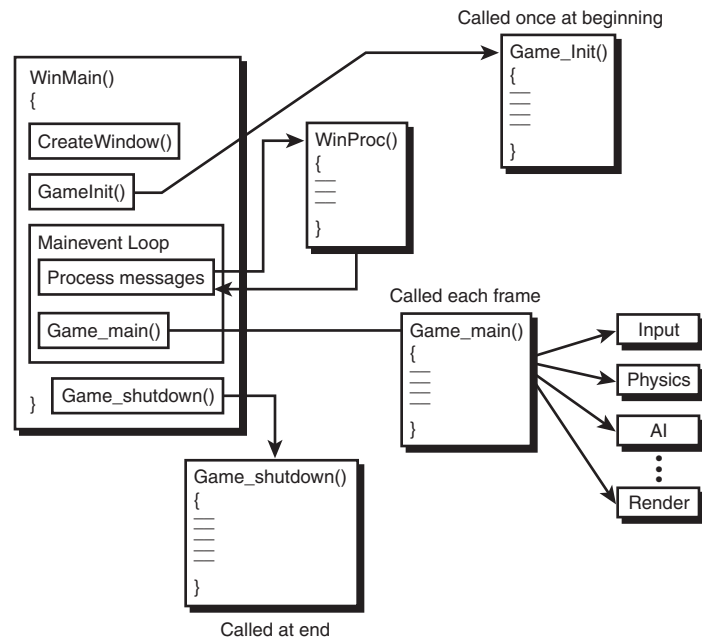 Called once at beginning
Game_Init()
{
}
WinMain()
{
CreateWindow()
GameInit()
Mainevent Loop
Process messages
Game_main()
Game_shutdown()
}
WinProc()
{
}
Called each frame
Game_main()
{
}
Input
Physics
AI
Render
Game_shutdown()
{
}
Called at end